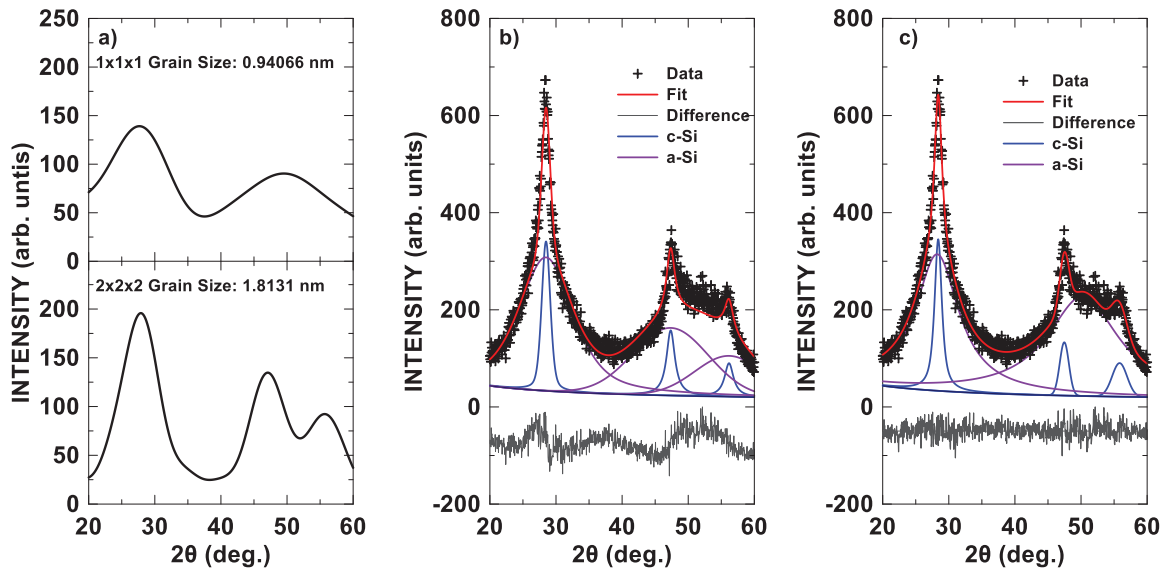 a)
1x1x1 Grain Size: 0.94066 nm
250
200
150
100
50
0
2x2x2 Grain Size: 1.8131 nm
200
150
100
50
0
INTENSITY (arb. untis)
20 30 40 50 60
2θ (deg.)
b)
Data
Fit
Difference
c-Si
a-Si
800
600
400
200
0
-200
INTENSITY (arb. units)
20 30 40 50 60
2θ (deg.)
c)
Data
Fit
Difference
c-Si
a-Si
800
600
400
200
0
-200
INTENSITY (arb. units)
20 30 40 50 60
2θ (deg.)